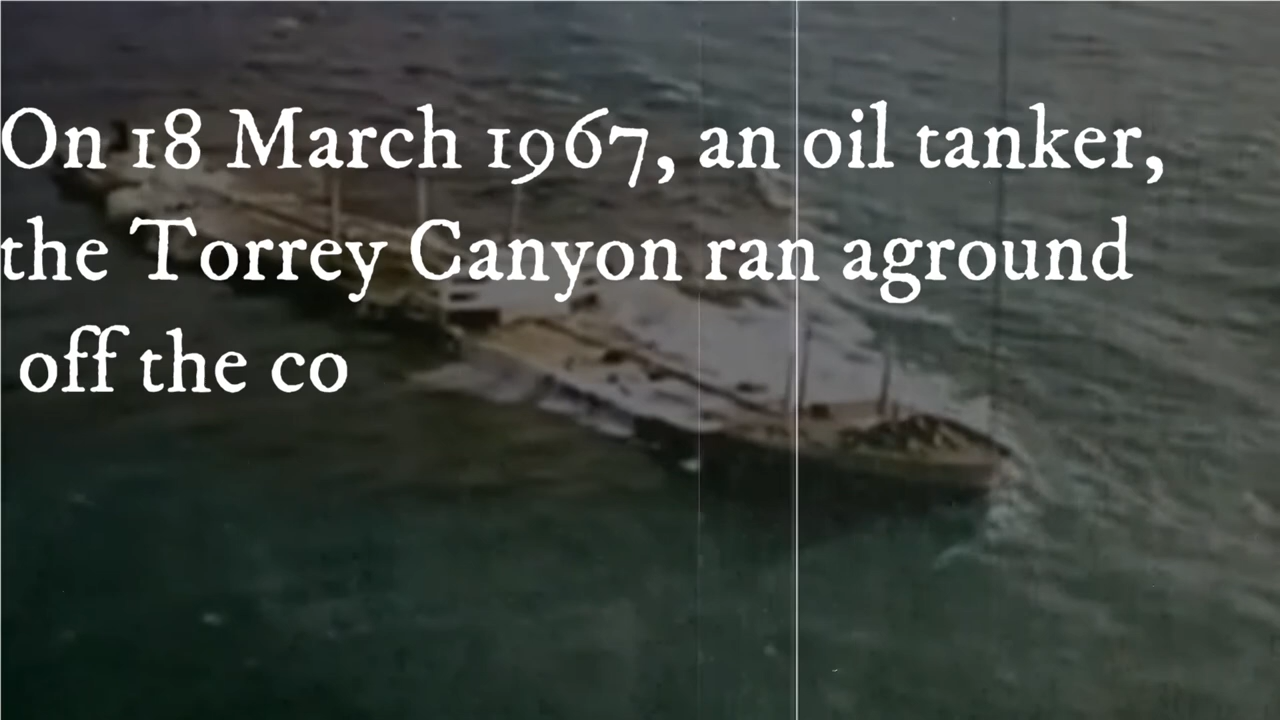 On 18 March 1967, an oil tanker,
the Torrey Canyon ran aground
off the co